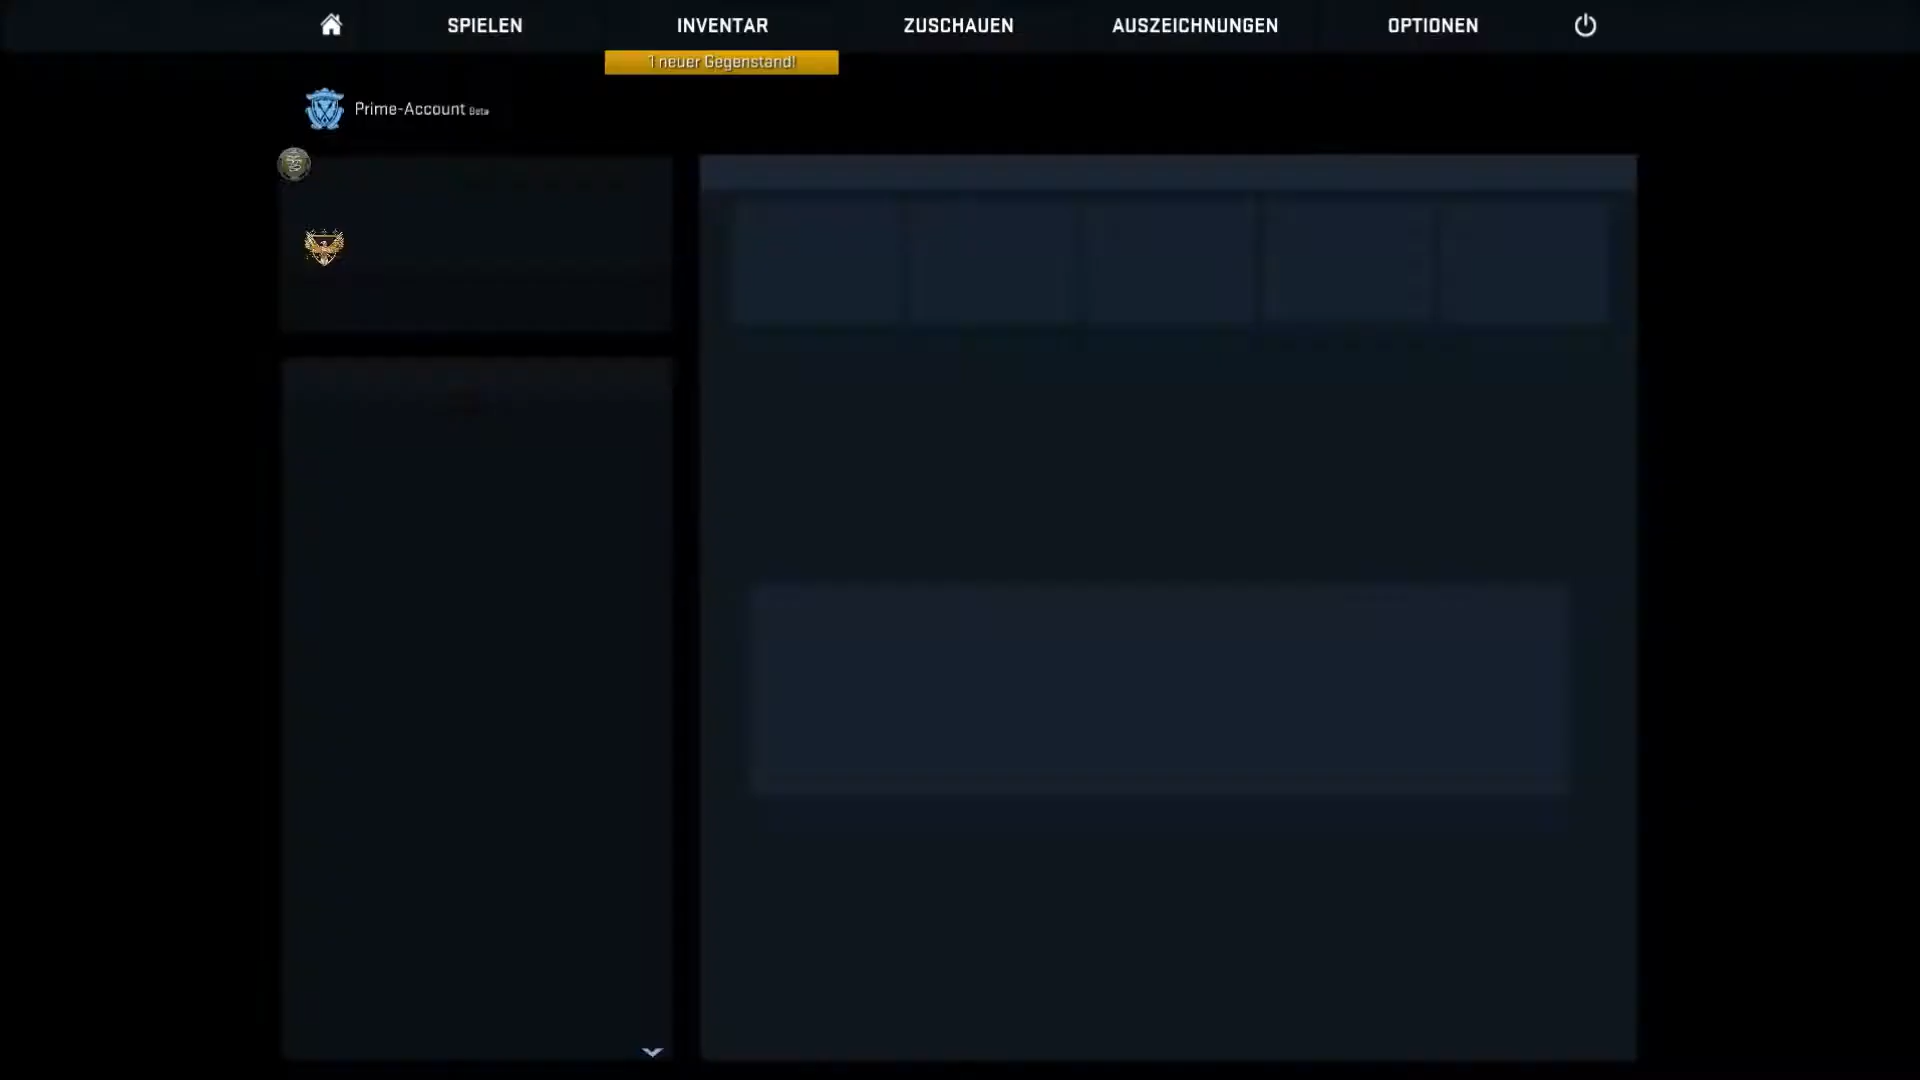 SPIELEN
INVENTAR
ZUSCHAUEN
AUSZEICHNUNGEN
OPTIONEN
1 neuer Gegenstand!
Prime-Account Beta